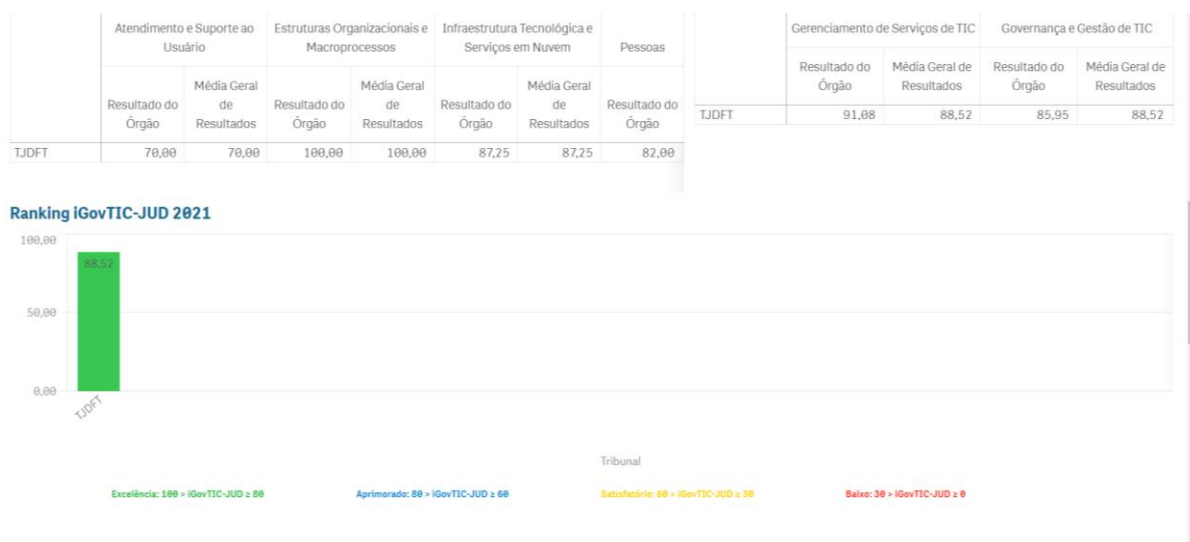 Atendimento e Suporte ao Usuário
Estruturas Organizacionais e Macroprocessos
Infraestrutura Tecnológica e Serviços em Nuvem
Pessoas
Resultado do Órgão
Média Geral de Resultados
Resultado do Órgão
Média Geral de Resultados
Resultado do Órgão
Média Geral de Resultados
Resultado do Órgão
TJDFT 70,00 70,00 100,00 100,00 87,25 87,25 82,00
Gerenciamento de Serviços de TIC
Governança e Gestão de TIC
Resultado do Órgão
Média Geral de Resultados
Resultado do Órgão
Média Geral de Resultados
TJDFT 91,08 88,52 85,95 88,52
Ranking iGovTIC-JUD 2021
100,00
88,52
50,00
0,00
TJDFT
Tribunal
Excelência: 100 > iGovTIC-JUD ≥ 80
Aprimorado: 80 > iGovTIC-JUD ≥ 60
Satisfatório: 60 > iGovTIC-JUD ≥ 30
Baixo: 30 > iGovTIC-JUD ≥ 0